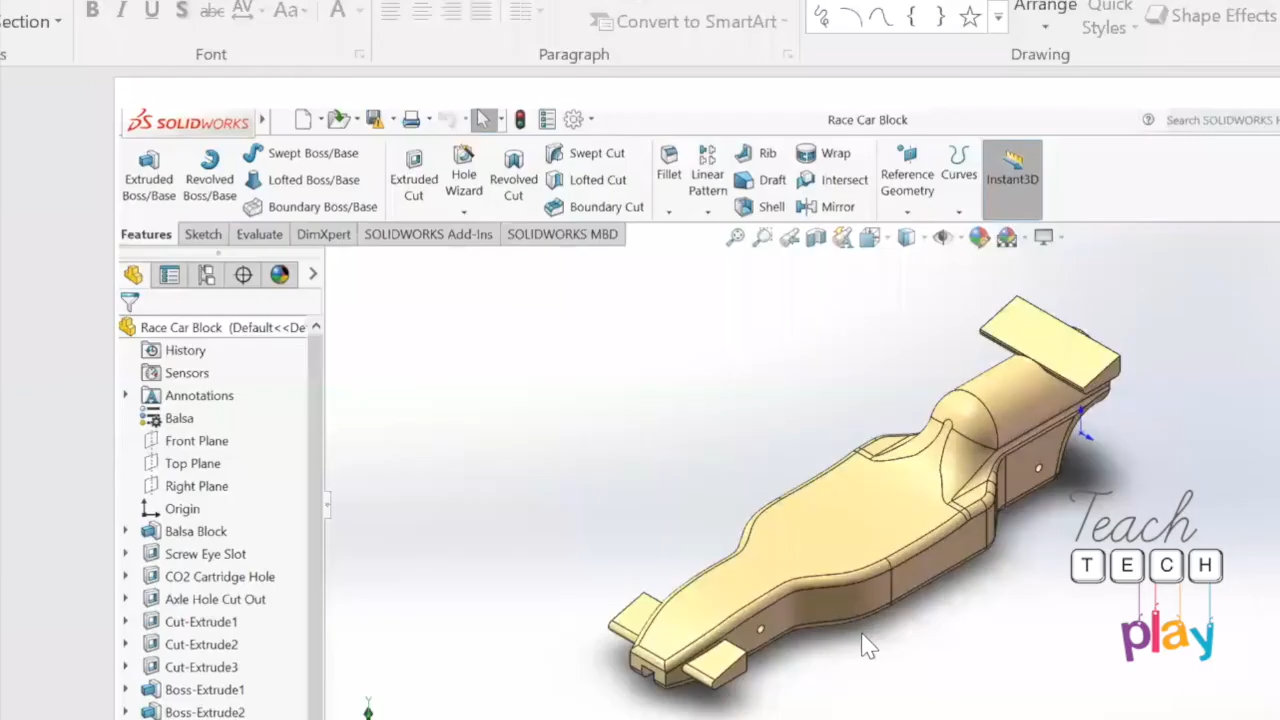 B I U S abc AV Aa A
ection
Convert to SmartArt
Arrange
Quick
Styles
Shape Effects
s
Font
Paragraph
Drawing
SOLIDWORKS
Race Car Block
Search SOLIDWORKS H
Extruded Boss/Base
Revolved Boss/Base
Swept Boss/Base
Lofted Boss/Base
Boundary Boss/Base
Extruded Cut
Hole Wizard
Revolved Cut
Swept Cut
Lofted Cut
Boundary Cut
Fillet
Linear Pattern
Rib
Draft
Shell
Wrap
Intersect
Mirror
Reference Geometry
Curves
Instant3D
Features
Sketch
Evaluate
DimXpert
SOLIDWORKS Add-Ins
SOLIDWORKS MBD
Race Car Block (Default<<De
History
Sensors
Annotations
Balsa
Front Plane
Top Plane
Right Plane
Origin
Balsa Block
Screw Eye Slot
CO2 Cartridge Hole
Axle Hole Cut Out
Cut-Extrude1
Cut-Extrude2
Cut-Extrude3
Boss-Extrude1
Boss-Extrude2
Y
Teach
TECH
play